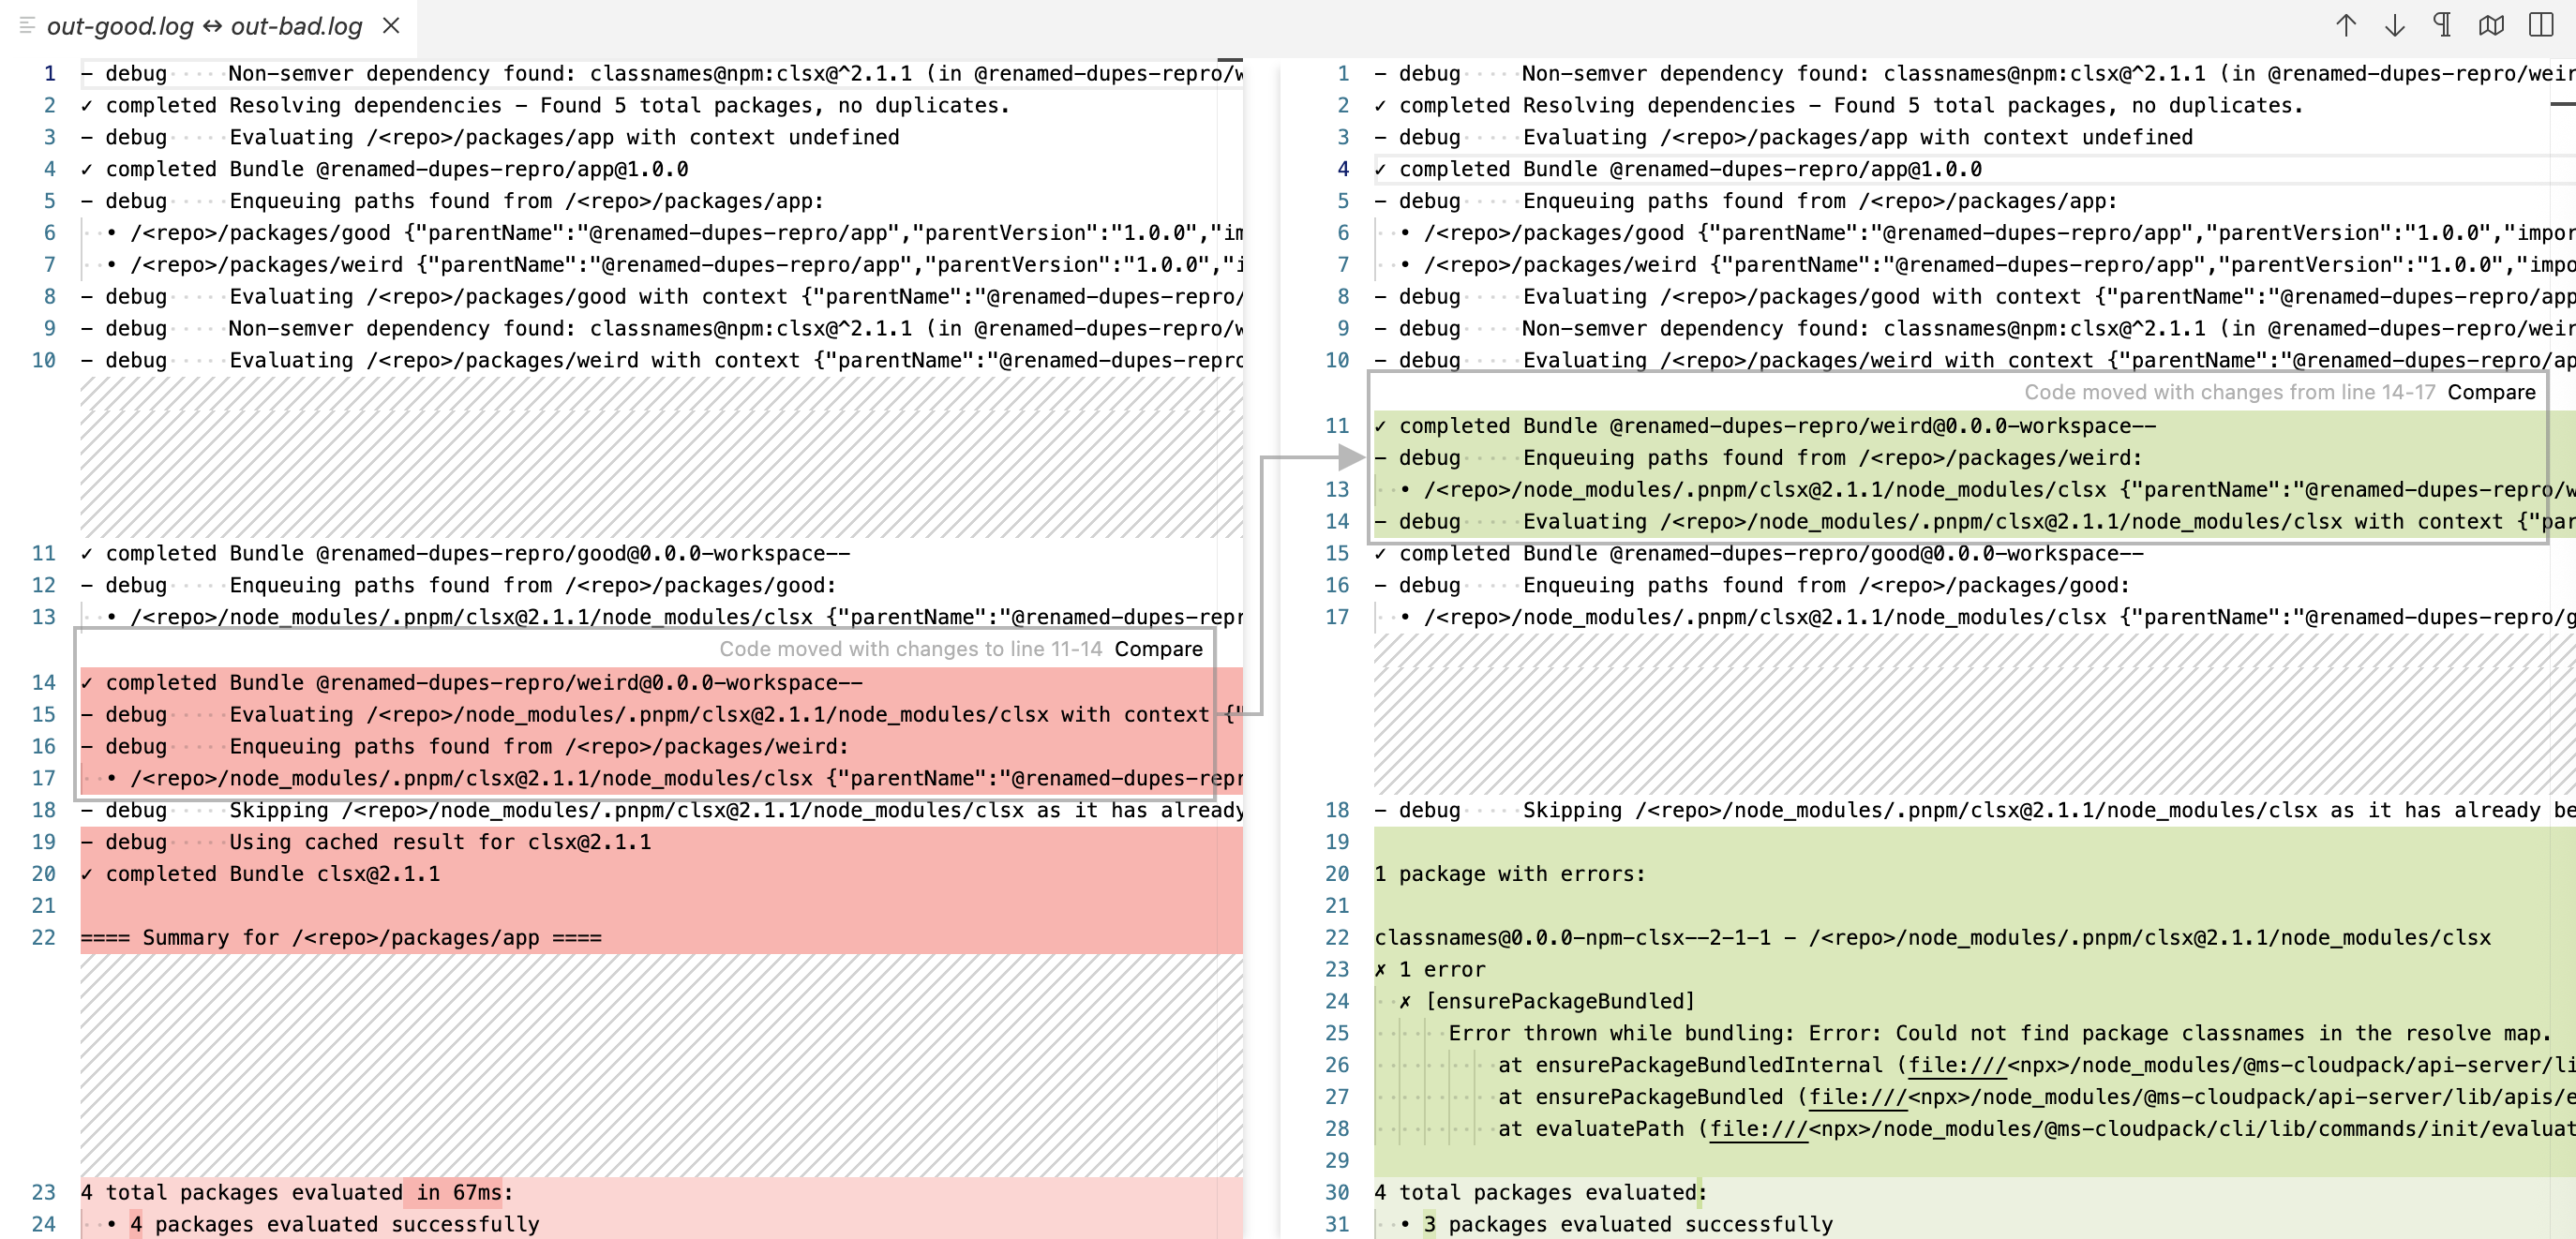 out-good.log ↔ out-bad.log
1 – debug Non-semver dependency found: classnames@npm:clsx@^2.1.1 (in @renamed-dupes-repro/w
2 ✓ completed Resolving dependencies – Found 5 total packages, no duplicates.
3 – debug Evaluating /<repo>/packages/app with context undefined
4 ✓ completed Bundle @renamed-dupes-repro/app@1.0.0
5 – debug Enqueuing paths found from /<repo>/packages/app:
6 • /<repo>/packages/good {"parentName":"@renamed-dupes-repro/app","parentVersion":"1.0.0","im
7 • /<repo>/packages/weird {"parentName":"@renamed-dupes-repro/app","parentVersion":"1.0.0","i
8 – debug Evaluating /<repo>/packages/good with context {"parentName":"@renamed-dupes-repro/
9 – debug Non-semver dependency found: classnames@npm:clsx@^2.1.1 (in @renamed-dupes-repro/w
10 – debug Evaluating /<repo>/packages/weird with context {"parentName":"@renamed-dupes-repro
11 ✓ completed Bundle @renamed-dupes-repro/good@0.0.0-workspace--
12 – debug Enqueuing paths found from /<repo>/packages/good:
13 • /<repo>/node_modules/.pnpm/clsx@2.1.1/node_modules/clsx {"parentName":"@renamed-dupes-repr
Code moved with changes to line 11-14 Compare
14 ✓ completed Bundle @renamed-dupes-repro/weird@0.0.0-workspace--
15 – debug Evaluating /<repo>/node_modules/.pnpm/clsx@2.1.1/node_modules/clsx with context {"
16 – debug Enqueuing paths found from /<repo>/packages/weird:
17 • /<repo>/node_modules/.pnpm/clsx@2.1.1/node_modules/clsx {"parentName":"@renamed-dupes-repr
18 – debug Skipping /<repo>/node_modules/.pnpm/clsx@2.1.1/node_modules/clsx as it has already
19 – debug Using cached result for clsx@2.1.1
20 ✓ completed Bundle clsx@2.1.1
21
22 ==== Summary for /<repo>/packages/app ====
23 4 total packages evaluated in 67ms:
24 • 4 packages evaluated successfully
1 – debug Non-semver dependency found: classnames@npm:clsx@^2.1.1 (in @renamed-dupes-repro/weir
2 ✓ completed Resolving dependencies – Found 5 total packages, no duplicates.
3 – debug Evaluating /<repo>/packages/app with context undefined
4 ✓ completed Bundle @renamed-dupes-repro/app@1.0.0
5 – debug Enqueuing paths found from /<repo>/packages/app:
6 • /<repo>/packages/good {"parentName":"@renamed-dupes-repro/app","parentVersion":"1.0.0","impor
7 • /<repo>/packages/weird {"parentName":"@renamed-dupes-repro/app","parentVersion":"1.0.0","impo
8 – debug Evaluating /<repo>/packages/good with context {"parentName":"@renamed-dupes-repro/app
9 – debug Non-semver dependency found: classnames@npm:clsx@^2.1.1 (in @renamed-dupes-repro/weir
10 – debug Evaluating /<repo>/packages/weird with context {"parentName":"@renamed-dupes-repro/ap
Code moved with changes from line 14-17 Compare
11 ✓ completed Bundle @renamed-dupes-repro/weird@0.0.0-workspace--
– debug Enqueuing paths found from /<repo>/packages/weird:
13 • /<repo>/node_modules/.pnpm/clsx@2.1.1/node_modules/clsx {"parentName":"@renamed-dupes-repro/w
14 – debug Evaluating /<repo>/node_modules/.pnpm/clsx@2.1.1/node_modules/clsx with context {"par
15 ✓ completed Bundle @renamed-dupes-repro/good@0.0.0-workspace--
16 – debug Enqueuing paths found from /<repo>/packages/good:
17 • /<repo>/node_modules/.pnpm/clsx@2.1.1/node_modules/clsx {"parentName":"@renamed-dupes-repro/g
18 – debug Skipping /<repo>/node_modules/.pnpm/clsx@2.1.1/node_modules/clsx as it has already be
19
20 1 package with errors:
21
22 classnames@0.0.0-npm-clsx--2-1-1 – /<repo>/node_modules/.pnpm/clsx@2.1.1/node_modules/clsx
23 ✗ 1 error
24 ✗ [ensurePackageBundled]
25 Error thrown while bundling: Error: Could not find package classnames in the resolve map.
26 at ensurePackageBundledInternal (file:///<npx>/node_modules/@ms-cloudpack/api-server/li
27 at ensurePackageBundled (file:///<npx>/node_modules/@ms-cloudpack/api-server/lib/apis/e
28 at evaluatePath (file:///<npx>/node_modules/@ms-cloudpack/cli/lib/commands/init/evaluat
29
30 4 total packages evaluated:
31 • 3 packages evaluated successfully